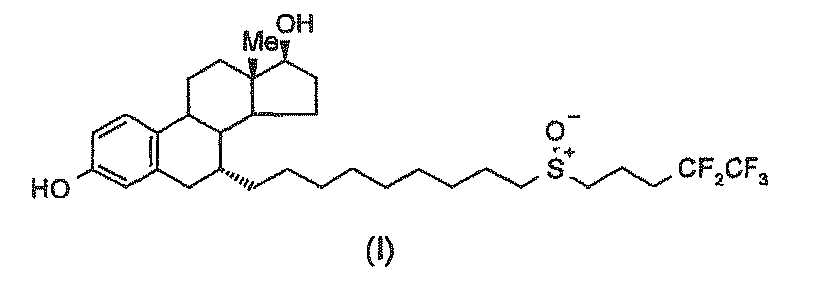 OH
Me
O⁻
S⁺
CF₂CF₃
HO
(I)